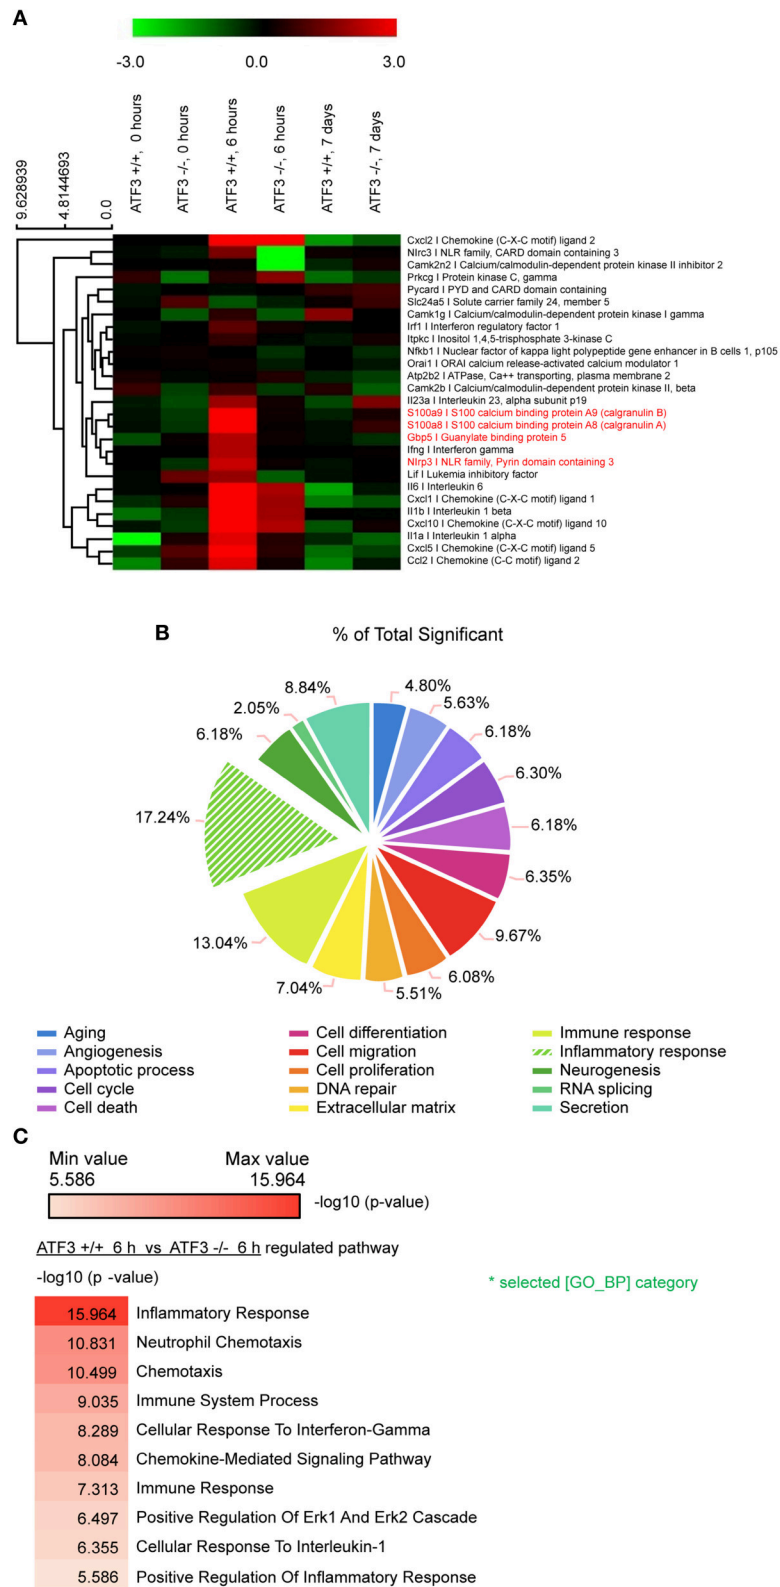 A
-3.0 0.0 3.0
9.628939
4.8144693
0.0
ATF3 +/+, 0 hours
ATF3 -/-, 0 hours
ATF3 +/+, 6 hours
ATF3 -/-, 6 hours
ATF3 +/+, 7 days
ATF3 -/-, 7 days
Cxcl2 I Chemokine (C-X-C motif) ligand 2
Nlrc3 I NLR family, CARD domain containing 3
Camk2n2 I Calcium/calmodulin-dependent protein kinase II inhibitor 2
Prkcg I Protein kinase C, gamma
Pycard I PYD and CARD domain containing
Slc24a5 I Solute carrier family 24, member 5
Camk1g I Calcium/calmodulin-dependent protein kinase I gamma
Irf1 I Interferon regulatory factor 1
Itpkc I Inositol 1,4,5-trisphosphate 3-kinase C
Nfkb1 I Nuclear factor of kappa light polypeptide gene enhancer in B cells 1, p105
Orai1 I ORAI calcium release-activated calcium modulator 1
Atp2b2 I ATPase, Ca++ transporting, plasma membrane 2
Camk2b I Calcium/calmodulin-dependent protein kinase II, beta
Il23a I Interleukin 23, alpha subunit p19
S100a9 I S100 calcium binding protein A9 (calgranulin B)
S100a8 I S100 calcium binding protein A8 (calgranulin A)
Gbp5 I Guanylate binding protein 5
Ifng I Interferon gamma
Nlrp3 I NLR family, Pyrin domain containing 3
Lif I Lukemia inhibitory factor
Il6 I Interleukin 6
Cxcl1 I Chemokine (C-X-C motif) ligand 1
Il1b I Interleukin 1 beta
Cxcl10 I Chemokine (C-X-C motif) ligand 10
Il1a I Interleukin 1 alpha
Cxcl5 I Chemokine (C-X-C motif) ligand 5
Ccl2 I Chemokine (C-C motif) ligand 2
B
% of Total Significant
4.80%
5.63%
6.18%
6.30%
6.18%
6.35%
9.67%
6.08%
5.51%
7.04%
13.04%
17.24%
6.18%
2.05%
8.84%
Aging
Angiogenesis
Apoptotic process
Cell cycle
Cell death
Cell differentiation
Cell migration
Cell proliferation
DNA repair
Extracellular matrix
Immune response
Inflammatory response
Neurogenesis
RNA splicing
Secretion
C
Min value Max value
5.586 15.964
-log10 (p-value)
ATF3 +/+ 6 h vs ATF3 -/- 6 h regulated pathway
-log10 (p -value)
* selected [GO_BP] category
15.964 Inflammatory Response
10.831 Neutrophil Chemotaxis
10.499 Chemotaxis
9.035 Immune System Process
8.289 Cellular Response To Interferon-Gamma
8.084 Chemokine-Mediated Signaling Pathway
7.313 Immune Response
6.497 Positive Regulation Of Erk1 And Erk2 Cascade
6.355 Cellular Response To Interleukin-1
5.586 Positive Regulation Of Inflammatory Response